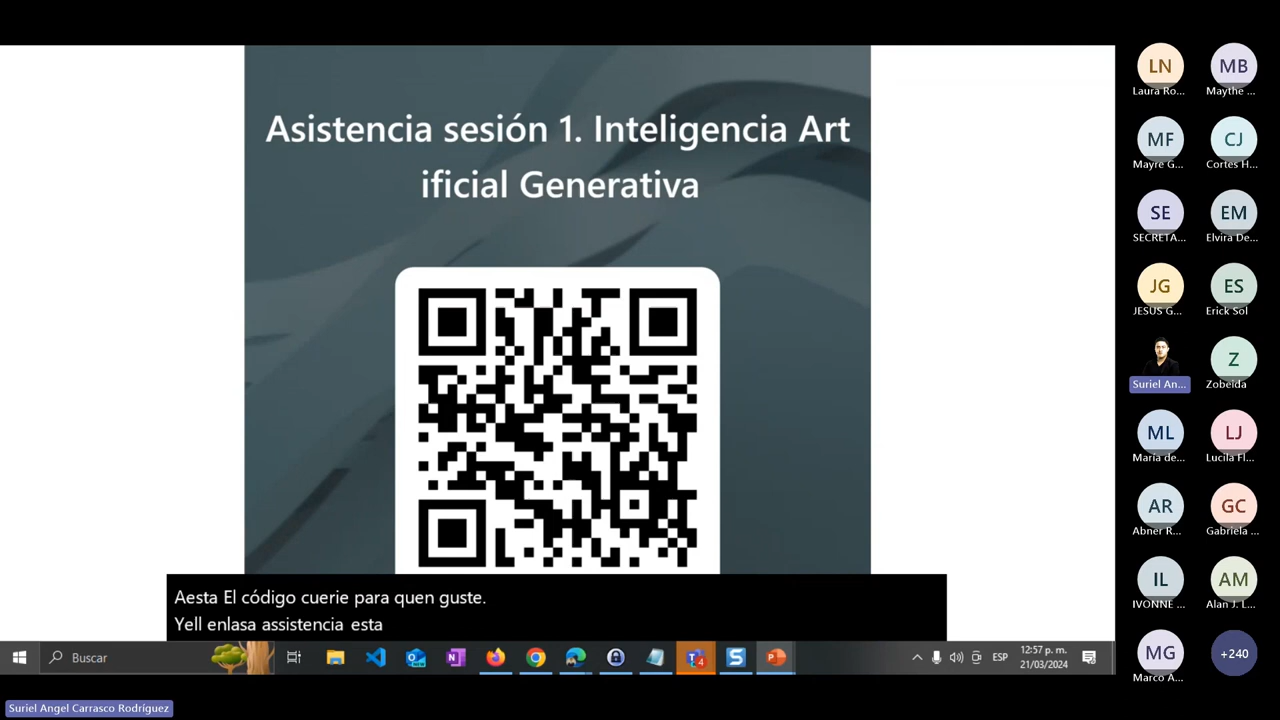 Asistencia sesión 1. Inteligencia Art
ificial Generativa
Aesta El código cuerie para quen guste.
Yell enlasa assistencia esta
LN
Laura Ro...
MB
Maythe ...
MF
Mayre G...
CJ
Cortes H...
SE
SECRETA...
EM
Elvira De...
JG
JESÚS G...
ES
Erick Sol
Suriel An...
Z
Zobeida
ML
María de...
LJ
Lucila Fl...
AR
Abner R...
GC
Gabriela ...
IL
IVONNE ...
AM
Alan J. L...
MG
Marco A...
+240
Buscar
4
ESP
12:57 p. m.
21/03/2024
Suriel Angel Carrasco Rodríguez